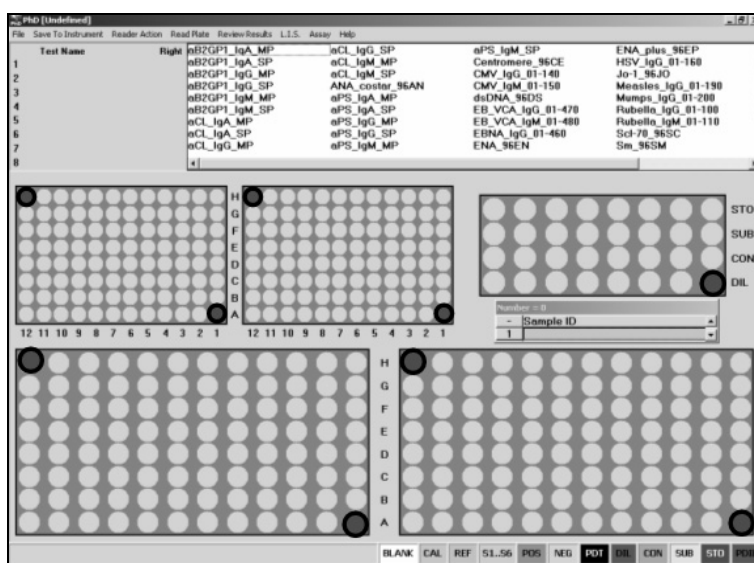 PhD [Undefined]
File Save To Instrument Reader Action Read Plate Review Results L.I.S. Assay Help
Test Name Right
1
2
3
4
5
6
7
8
aB2GP1_IgA_MP aCL_IgG_SP aPS_IgM_SP ENA_plus_96EP
aB2GP1_IgA_SP aCL_IgM_MP Centromere_96CE HSV_IgG_01-160
aB2GP1_IgG_MP aCL_IgM_SP CMV_IgG_01-140 Jo-1_96JO
aB2GP1_IgG_SP ANA_costar_96AN CMV_IgM_01-150 Measles_IgG_01-190
aB2GP1_IgM_MP aPS_IgA_MP dsDNA_96DS Mumps_IgG_01-200
aB2GP1_IgM_SP aPS_IgA_SP EB_VCA_IgG_01-470 Rubella_IgG_01-100
aCL_IgA_MP aPS_IgG_MP EB_VCA_IgM_01-480 Rubella_IgM_01-110
aCL_IgA_SP aPS_IgG_SP EBNA_IgG_01-460 Scl-70_96SC
aCL_IgG_MP aPS_IgM_MP ENA_96EN Sm_96SM
H
G
F
E
D
C
B
A
12 11 10 9 8 7 6 5 4 3 2 1 12 11 10 9 8 7 6 5 4 3 2 1
STO
SUB
CON
DIL
Number = 0
- Sample ID
1
H
G
F
E
D
C
B
A
BLANK CAL REF S1..S6 POS NEG PDT DIL CON SUB STO PDB